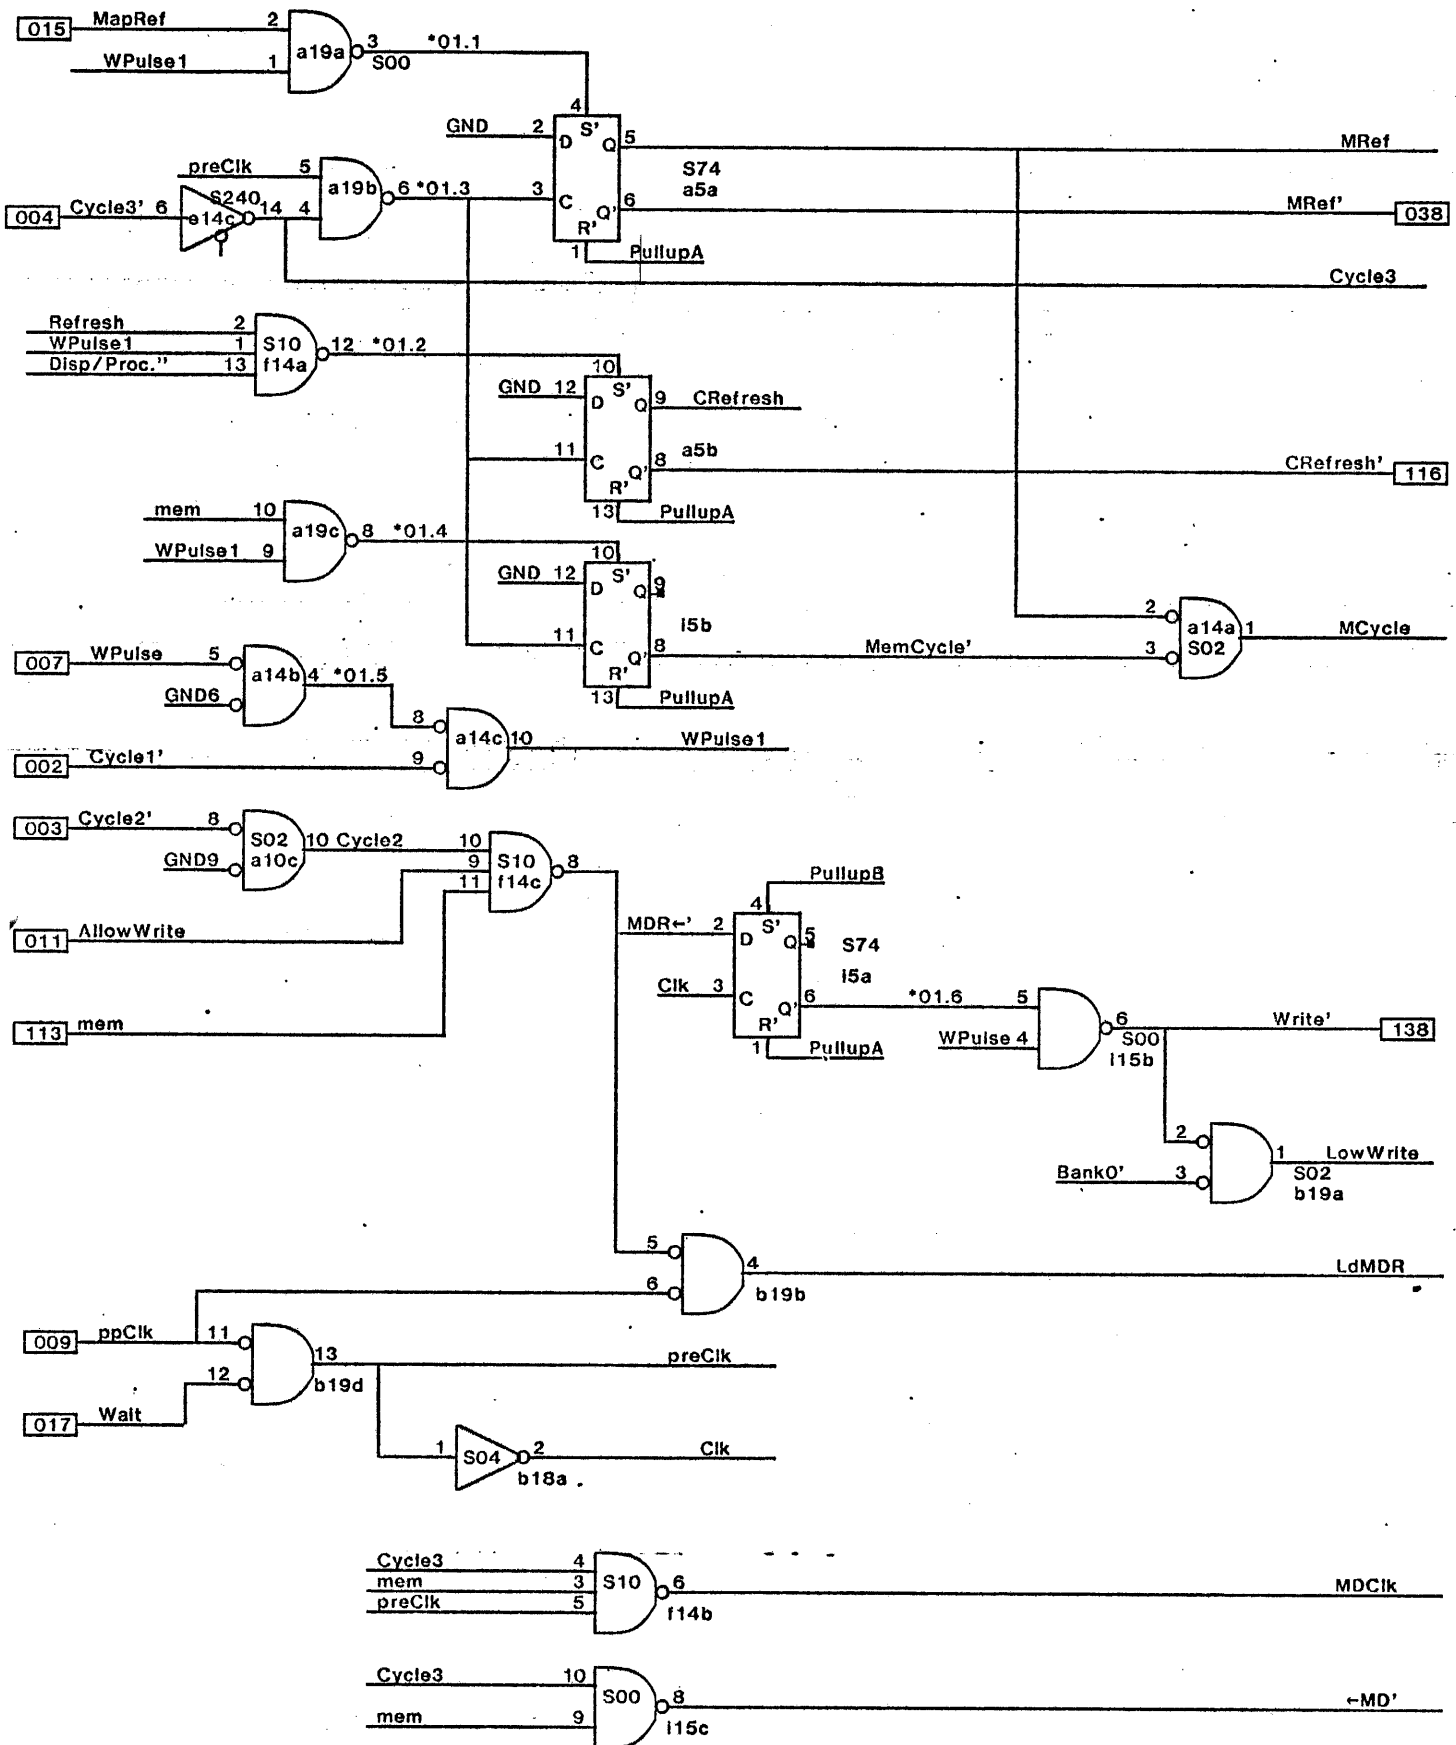 015 MapRef 2
a19a 3 *01.1
S00
WPulse1 1
4
GND 2 D S' Q 5 MRef
S74
a5a
preClk 5
a19b 6 *01.3 3 C Q' 6 MRef' 038
004 Cycle3' 6 S240 e14c 14 4
R'
1 PullupA
Cycle3
Refresh 2
WPulse1 1
Disp/Proc." 13
S10
f14a
12 *01.2
10
GND 12 D S' Q 9 CRefresh
a5b
11 C Q' 8 CRefresh' 116
R'
13 PullupA
mem 10
a19c 8 *01.4
WPulse1 9
10
GND 12 D S' Q 9
i5b
11 C Q' 8 MemCycle' 3
R'
13 PullupA
2
a14a
S02
1 MCycle
007 WPulse 5
a14b 4 *01.5
GND6
8
a14c 10 WPulse1
002 Cycle1' 9
003 Cycle2' 8
S02
a10c
10 Cycle2 10
GND9
9
11
S10
f14c
8
011 AllowWrite
113 mem
PullupB
4
MDR←' 2 D S' Q 5
S74
i5a
Clk 3 C Q' 6 *01.6 5
R'
1 PullupA
WPulse 4
6 Write' 138
S00
i15b
2
Bank0' 3
1 LowWrite
S02
b19a
5
6
4 LdMDR
b19b
009 ppClk 11
12
13 preClk
b19d
017 Wait
1 S04 2 Clk
b18a
Cycle3 4
mem 3
preClk 5
S10
6 MDClk
f14b
Cycle3 10
mem 9
S00
8 ←MD'
i15c